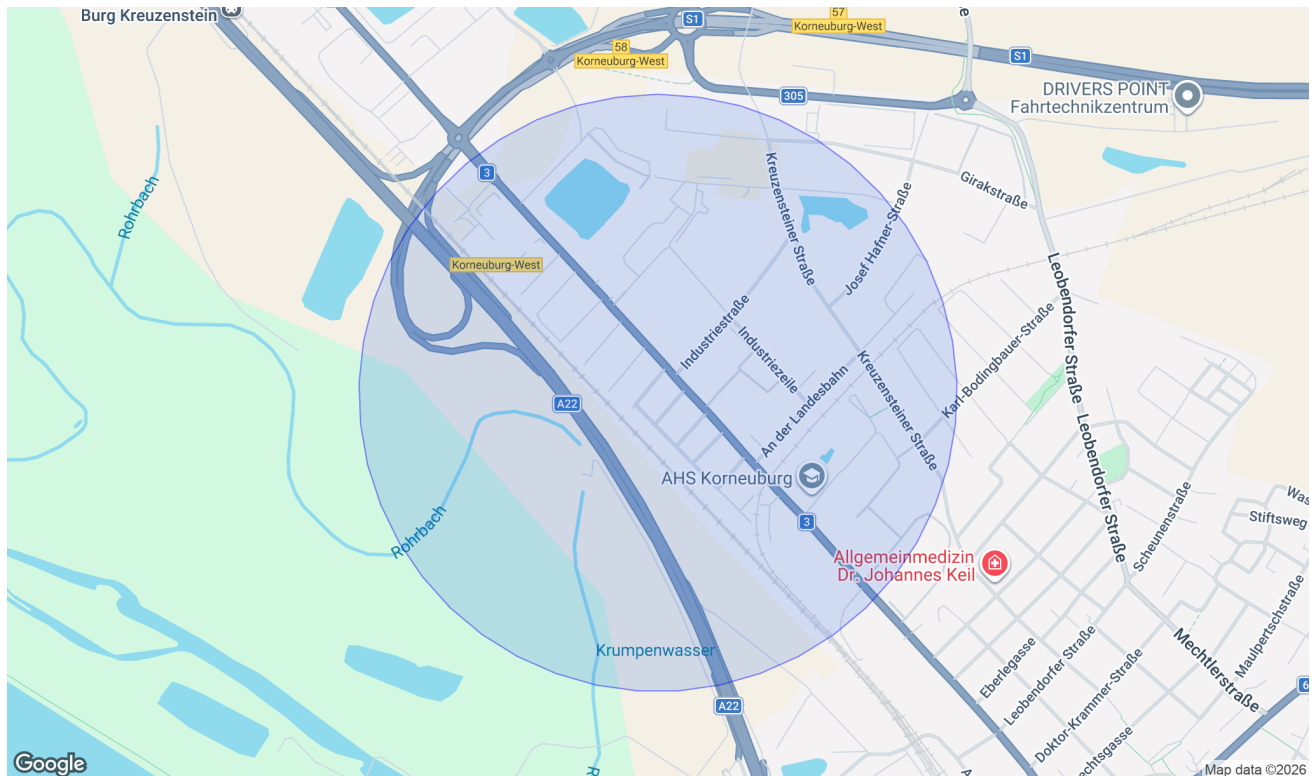 Burg Kreuzenstein
S1
57
Korneuburg-West
58
Korneuburg-West
S1
305
DRIVERS POINT
Fahrtechnikzentrum
3
Kreuzensteiner Straße
Girakstraße
Rohrbach
Josef Hafner-Straße
Korneuburg-West
Leobendorfer Straße
Industriestraße
Industriezeile
Karl-Bodingbauer-Straße
An der Landesbahn
Kreuzensteiner Straße
A22
Leobendorfer Straße
AHS Korneuburg
Scheunenstraße
Stiftsweg
3
Rohrbach
Allgemeinmedizin
Dr. Johannes Keil
Maulpertschstraße
Krumpenwasser
Eberlegasse
Leobendorfer Straße
Mechtlerstraße
Doktor-Krammer-Straße
6
A22
Google
Map data ©2026